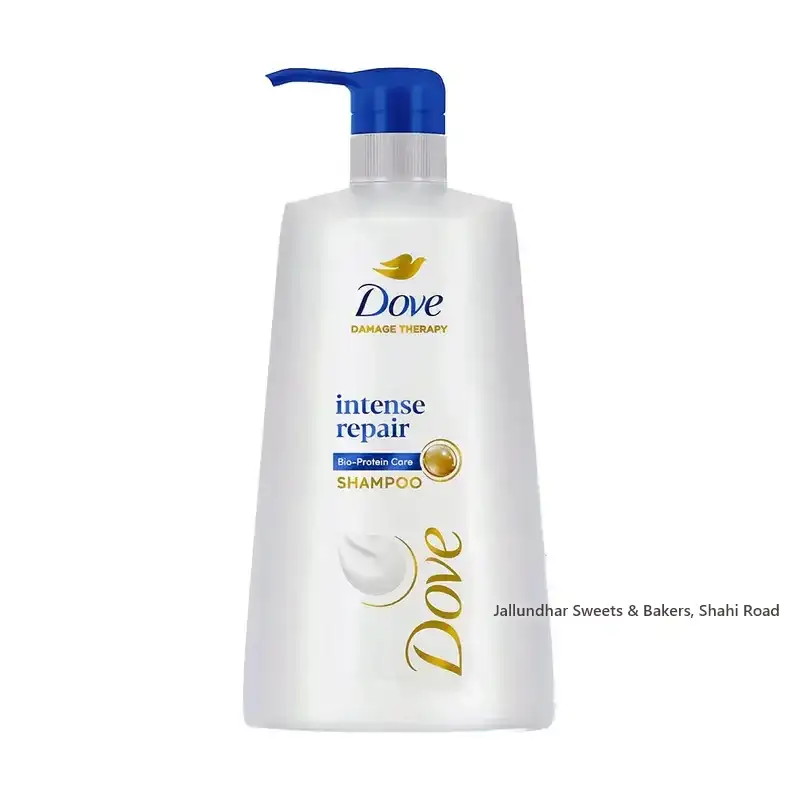 Dove
DAMAGE THERAPY
intense
repair
Bio-Protein Care
SHAMPOO
Dove
Jallundhar Sweets & Bakers, Shahi Road